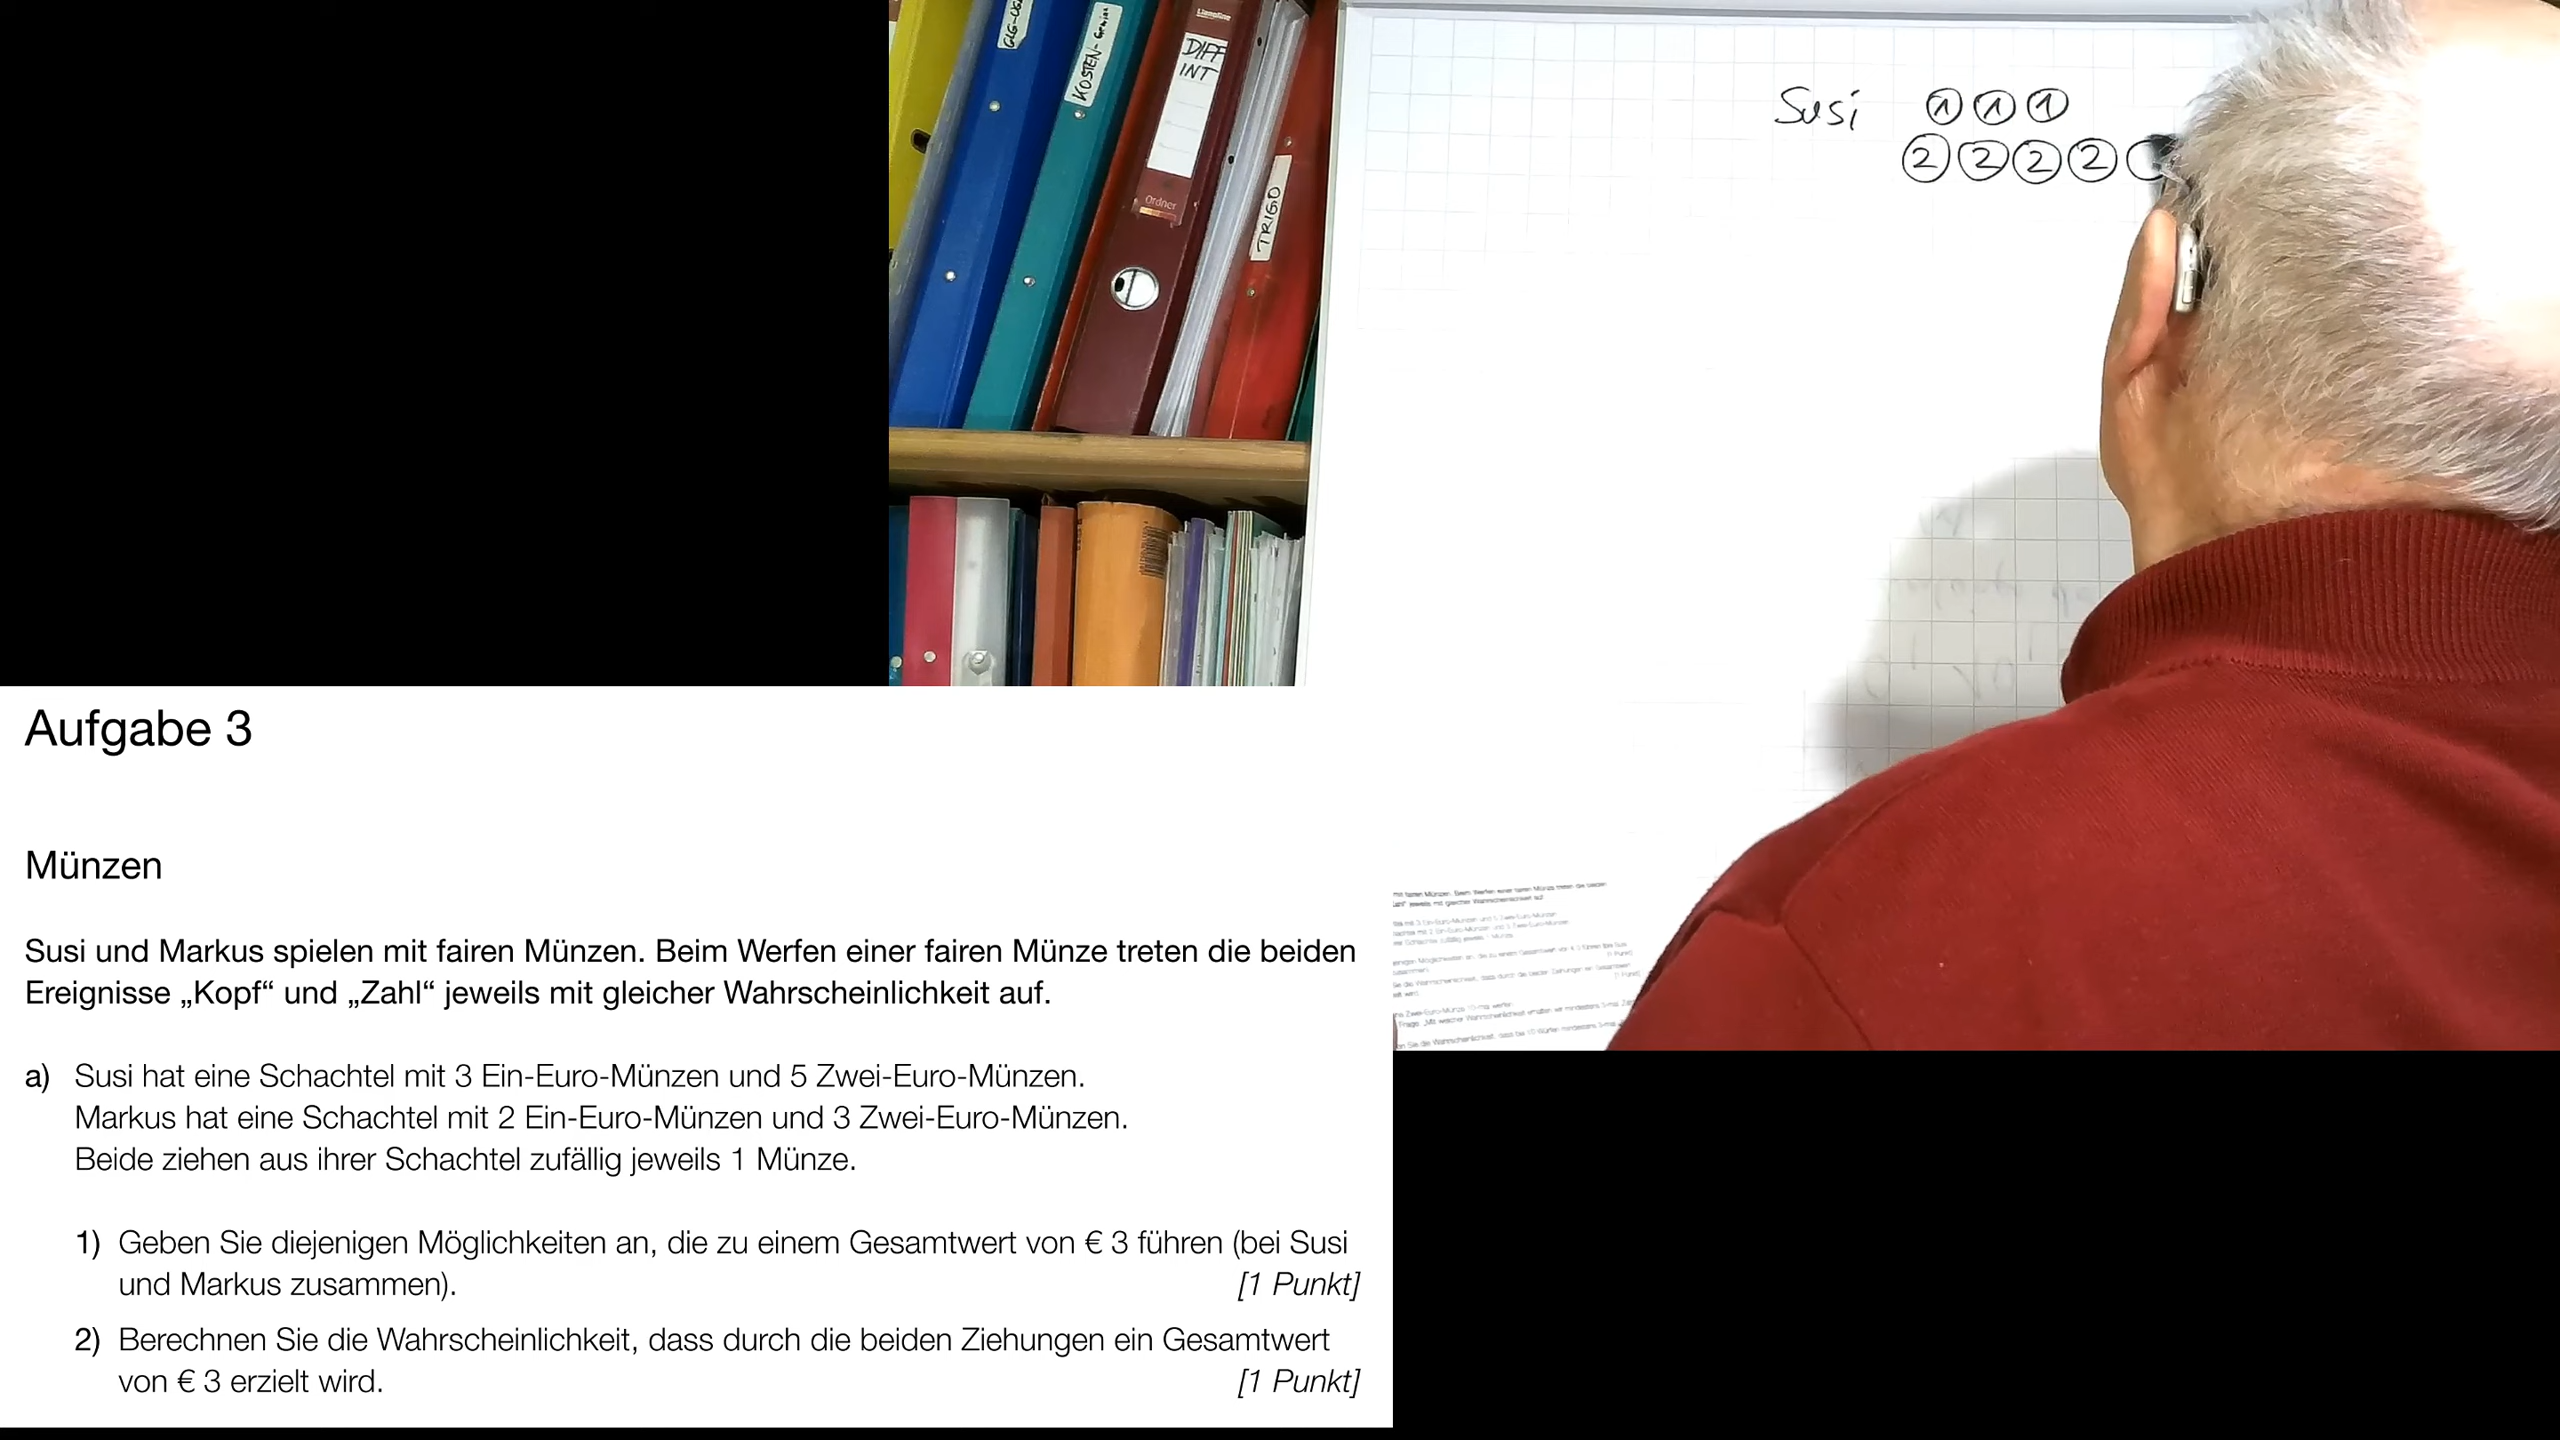 GLG-UGL
KOSTEN-
Leonline
DIFF
INT
Ordner
TRIGO
Susi 1 1 1
2 2 2 2
Aufgabe 3
Münzen
Susi und Markus spielen mit fairen Münzen. Beim Werfen einer fairen Münze treten die beiden
Ereignisse „Kopf“ und „Zahl“ jeweils mit gleicher Wahrscheinlichkeit auf.
a) Susi hat eine Schachtel mit 3 Ein-Euro-Münzen und 5 Zwei-Euro-Münzen.
Markus hat eine Schachtel mit 2 Ein-Euro-Münzen und 3 Zwei-Euro-Münzen.
Beide ziehen aus ihrer Schachtel zufällig jeweils 1 Münze.
1) Geben Sie diejenigen Möglichkeiten an, die zu einem Gesamtwert von € 3 führen (bei Susi
und Markus zusammen). [1 Punkt]
2) Berechnen Sie die Wahrscheinlichkeit, dass durch die beiden Ziehungen ein Gesamtwert
von € 3 erzielt wird. [1 Punkt]